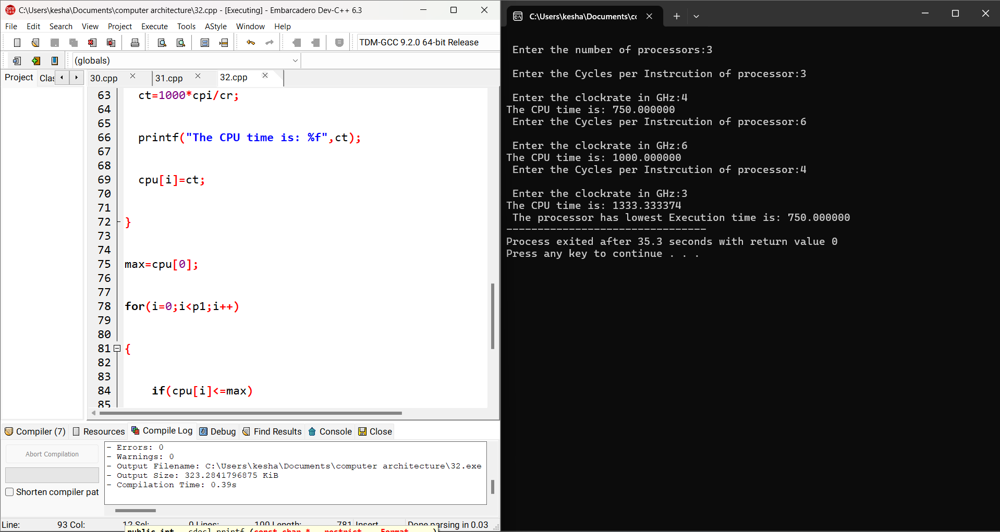 C:\Users\kesha\Documents\computer architecture\32.cpp - [Executing] - Embarcadero Dev-C++ 6.3
File Edit Search View Project Execute Tools AStyle Window Help
TDM-GCC 9.2.0 64-bit Release
(globals)
Project Clas
30.cpp 31.cpp 32.cpp
63 ct=1000*cpi/cr;
64
65
66 printf("The CPU time is: %f",ct);
67
68
69 cpu[i]=ct;
70
71
72 }
73
74
75 max=cpu[0];
76
77
78 for(i=0;i<p1;i++)
79
80
81 {
82
83
84 if(cpu[i]<=max)
85
Compiler (7) Resources Compile Log Debug Find Results Console Close
Abort Compilation
Shorten compiler pat
- Errors: 0
- Warnings: 0
- Output Filename: C:\Users\kesha\Documents\computer architecture\32.exe
- Output Size: 323.2841796875 KiB
- Compilation Time: 0.39s
Line: 93 Col: 12 Sel: 0 Lines: 100 Length: 781 Insert Done parsing in 0.03
public int cdecl printf (const char * restrict Format )
C:\Users\kesha\Documents\cc
Enter the number of processors:3
Enter the Cycles per Instrcution of processor:3
Enter the clockrate in GHz:4
The CPU time is: 750.000000
Enter the Cycles per Instrcution of processor:6
Enter the clockrate in GHz:6
The CPU time is: 1000.000000
Enter the Cycles per Instrcution of processor:4
Enter the clockrate in GHz:3
The CPU time is: 1333.333374
The processor has lowest Execution time is: 750.000000
--------------------------------
Process exited after 35.3 seconds with return value 0
Press any key to continue . . .